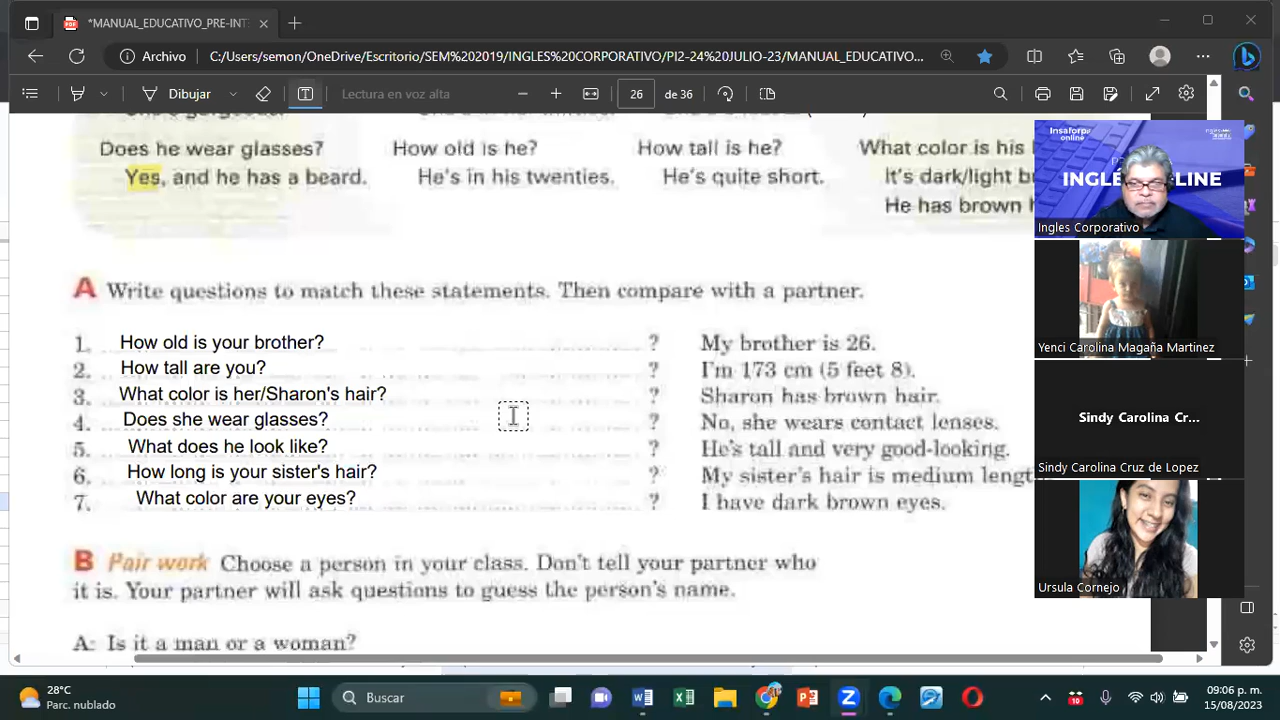 *MANUAL_EDUCATIVO_PRE-INT
Archivo C:/Users/semon/OneDrive/Escritorio/SEM%202019/INGLES%20CORPORATIVO/PI2-24%20JULIO-23/MANUAL_EDUCATIVO_...
Dibujar Lectura en voz alta 26 de 36
Does he wear glasses? How old is he? How tall is he? What color is his
Yes, and he has a beard. He's in his twenties. He's quite short. It's dark/light
He has brown
A Write questions to match these statements. Then compare with a partner.
1. How old is your brother? ? My brother is 26.
2. How tall are you? ? I'm 173 cm (5 feet 8).
3. What color is her/Sharon's hair? ? Sharon has brown hair.
4. Does she wear glasses? ? No, she wears contact lenses.
5. What does he look like? ? He's tall and very good-looking.
6. How long is your sister's hair? ? My sister's hair is medium lengt
7. What color are your eyes? ? I have dark brown eyes.
B Pair work Choose a person in your class. Don't tell your partner who
it is. Your partner will ask questions to guess the person's name.
A: Is it a man or a woman?
Insaforp
online
INGL LINE
Ingles Corporativo
Yenci Carolina Magaña Martinez
Sindy Carolina Cr...
Sindy Carolina Cruz de Lopez
Ursula Cornejo
28°C
Parc. nublado
Buscar
10
09:06 p. m.
15/08/2023